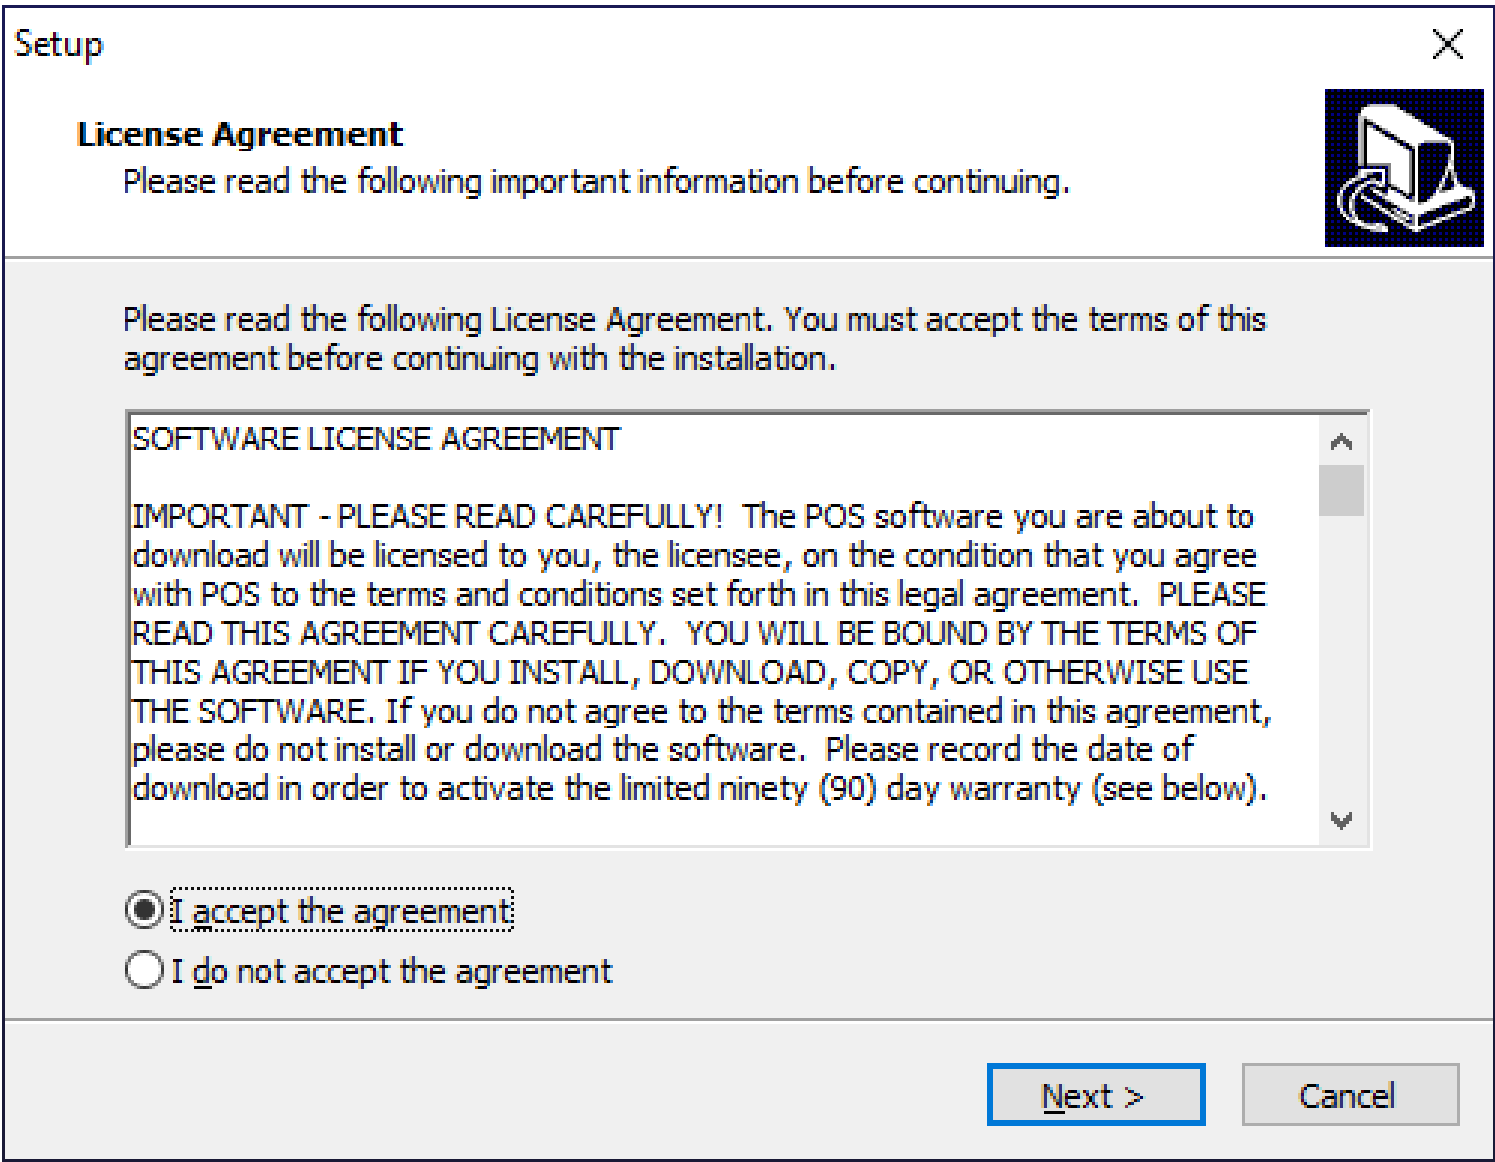 Setup
License Agreement
Please read the following important information before continuing.
Please read the following License Agreement. You must accept the terms of this
agreement before continuing with the installation.
SOFTWARE LICENSE AGREEMENT
IMPORTANT - PLEASE READ CAREFULLY!  The POS software you are about to
download will be licensed to you, the licensee, on the condition that you agree
with POS to the terms and conditions set forth in this legal agreement.  PLEASE
READ THIS AGREEMENT CAREFULLY.  YOU WILL BE BOUND BY THE TERMS OF
THIS AGREEMENT IF YOU INSTALL, DOWNLOAD, COPY, OR OTHERWISE USE
THE SOFTWARE. If you do not agree to the terms contained in this agreement,
please do not install or download the software.  Please record the date of
download in order to activate the limited ninety (90) day warranty (see below).
I accept the agreement
I do not accept the agreement
Next >
Cancel